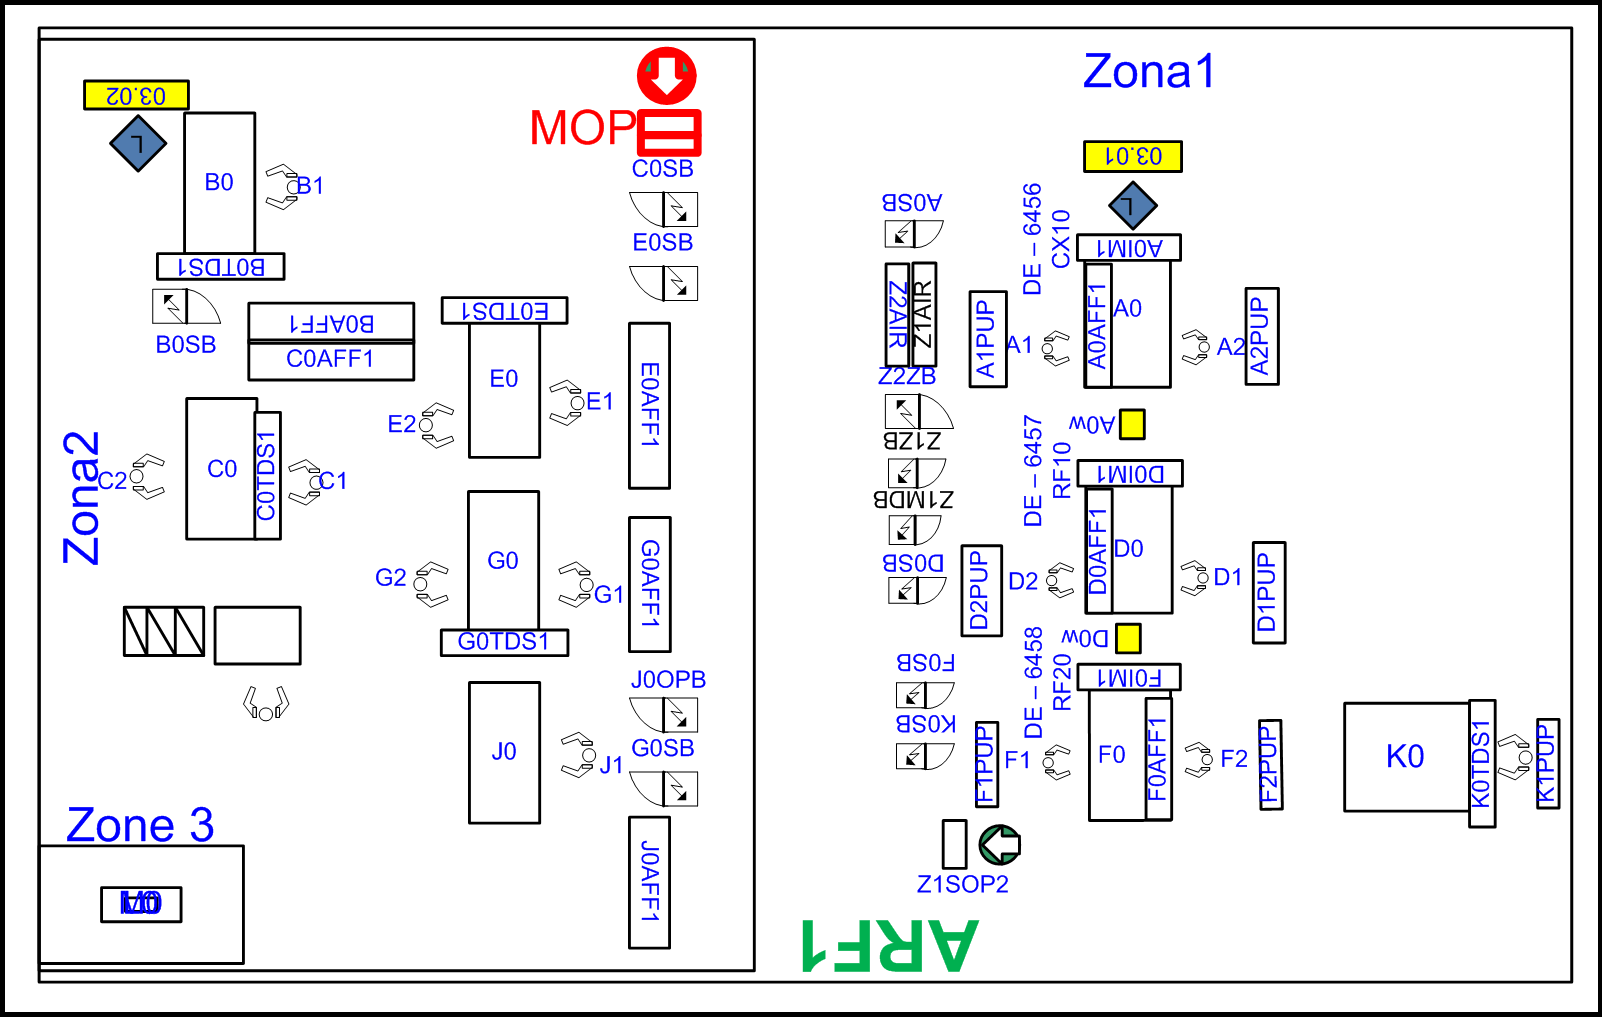 Zona1
03.02
L
MOP
B0
B1
B0TDS1
B0SB
B0AFF1
C0AFF1
C0SB
E0SB
E0TDS1
E0
E1
E2
E0AFF1
Zona2
C2
C0
C0TDS1
C1
G2
G0
G1
G0TDS1
G0AFF1
J0OPB
G0SB
J0
J1
J0AFF1
Zone 3
03.01
L
A0SB
DE – 6456
CX10
A0IM1
Z2AIR
Z1AIR
A1PUP
A1
A0AFF1
A0
A2
A2PUP
Z2ZB
Z1ZB
Z1MDB
D0SB
A0w
DE – 6457
RF10
D0IM1
D2PUP
D2
D0AFF1
D0
D1
D1PUP
D0w
F0SB
K0SB
DE – 6458
RF20
F0IM1
F1PUP
F1
F0
F0AFF1
F2
F2PUP
K0
K0TDS1
K1PUP
Z1SOP2
ARF1